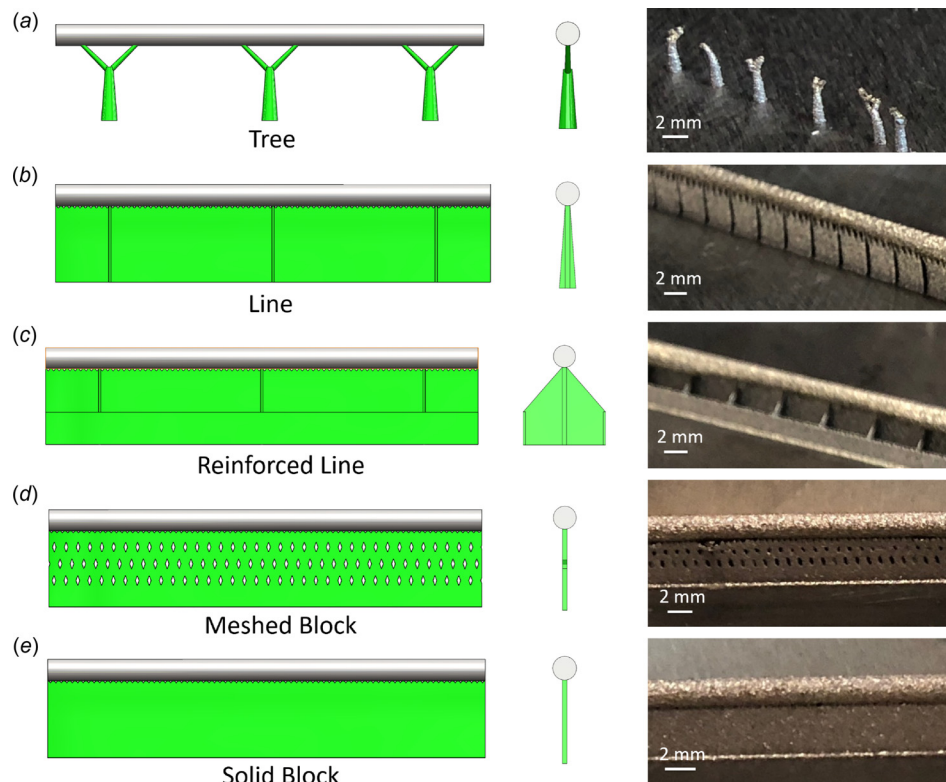 (a)
Tree
2 mm
(b)
Line
2 mm
(c)
Reinforced Line
2 mm
(d)
Meshed Block
2 mm
(e)
Solid Block
2 mm